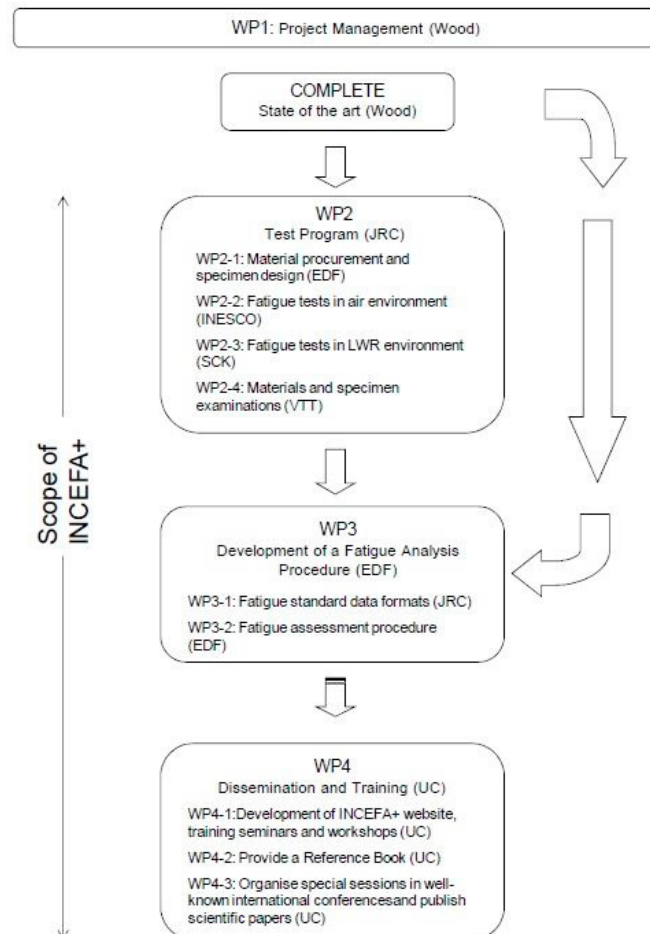 WP1: Project Management (Wood)
COMPLETE
State of the art (Wood)
WP2
Test Program (JRC)
WP2-1: Material procurement and
specimen design (EDF)
WP2-2: Fatigue tests in air environment
(INESCO)
WP2-3: Fatigue tests in LWR environment
(SCK)
WP2-4: Materials and specimen
examinations (VTT)
Scope of
INCEFA+
WP3
Development of a Fatigue Analysis
Procedure (EDF)
WP3-1: Fatigue standard data formats (JRC)
WP3-2: Fatigue assessment procedure
(EDF)
WP4
Dissemination and Training (UC)
WP4-1:Development of INCEFA+ website,
training seminars and workshops (UC)
WP4-2: Provide a Reference Book (UC)
WP4-3: Organise special sessions in well-
known international conferencesand publish
scientific papers (UC)